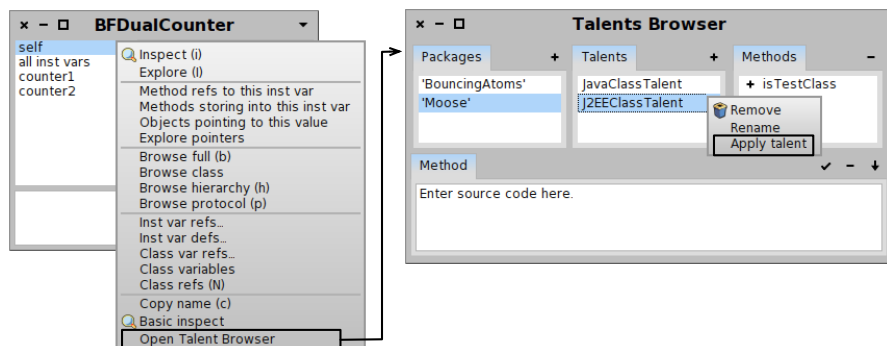 BFDualCounter
self
all inst vars
counter1
counter2
Inspect (i)
Explore (I)
Method refs to this inst var
Methods storing into this inst var
Objects pointing to this value
Explore pointers
Browse full (b)
Browse class
Browse hierarchy (h)
Browse protocol (p)
Inst var refs...
Inst var defs...
Class var refs...
Class variables
Class refs (N)
Copy name (c)
Basic inspect
Open Talent Browser
Talents Browser
Packages +
Talents +
Methods −
'BouncingAtoms'
'Moose'
JavaClassTalent
J2EEClassTalent
+ isTestClass
Remove
Rename
Apply talent
Method
Enter source code here.